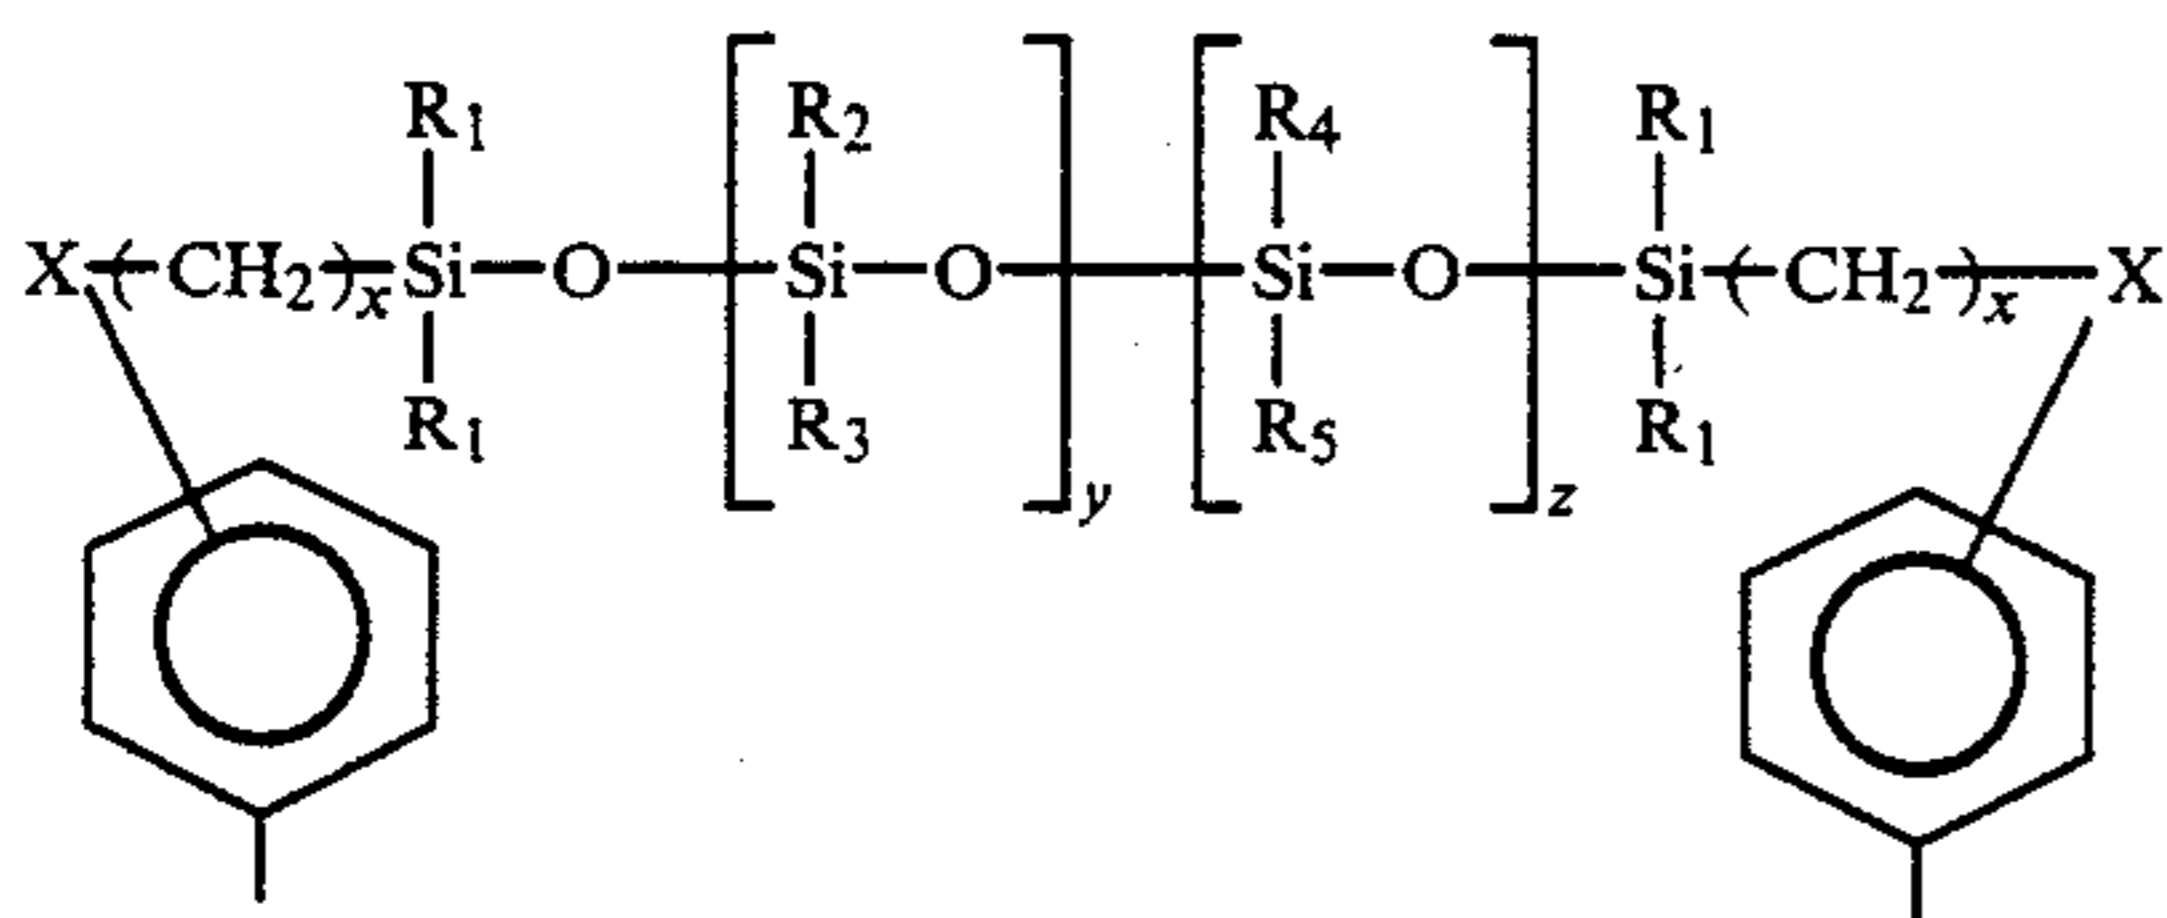 R1 R2 R4 R1
X(CH2)xSi—O—Si—O—Si—O—Si(CH2)x—X
R1 R3 R5 R1
y z